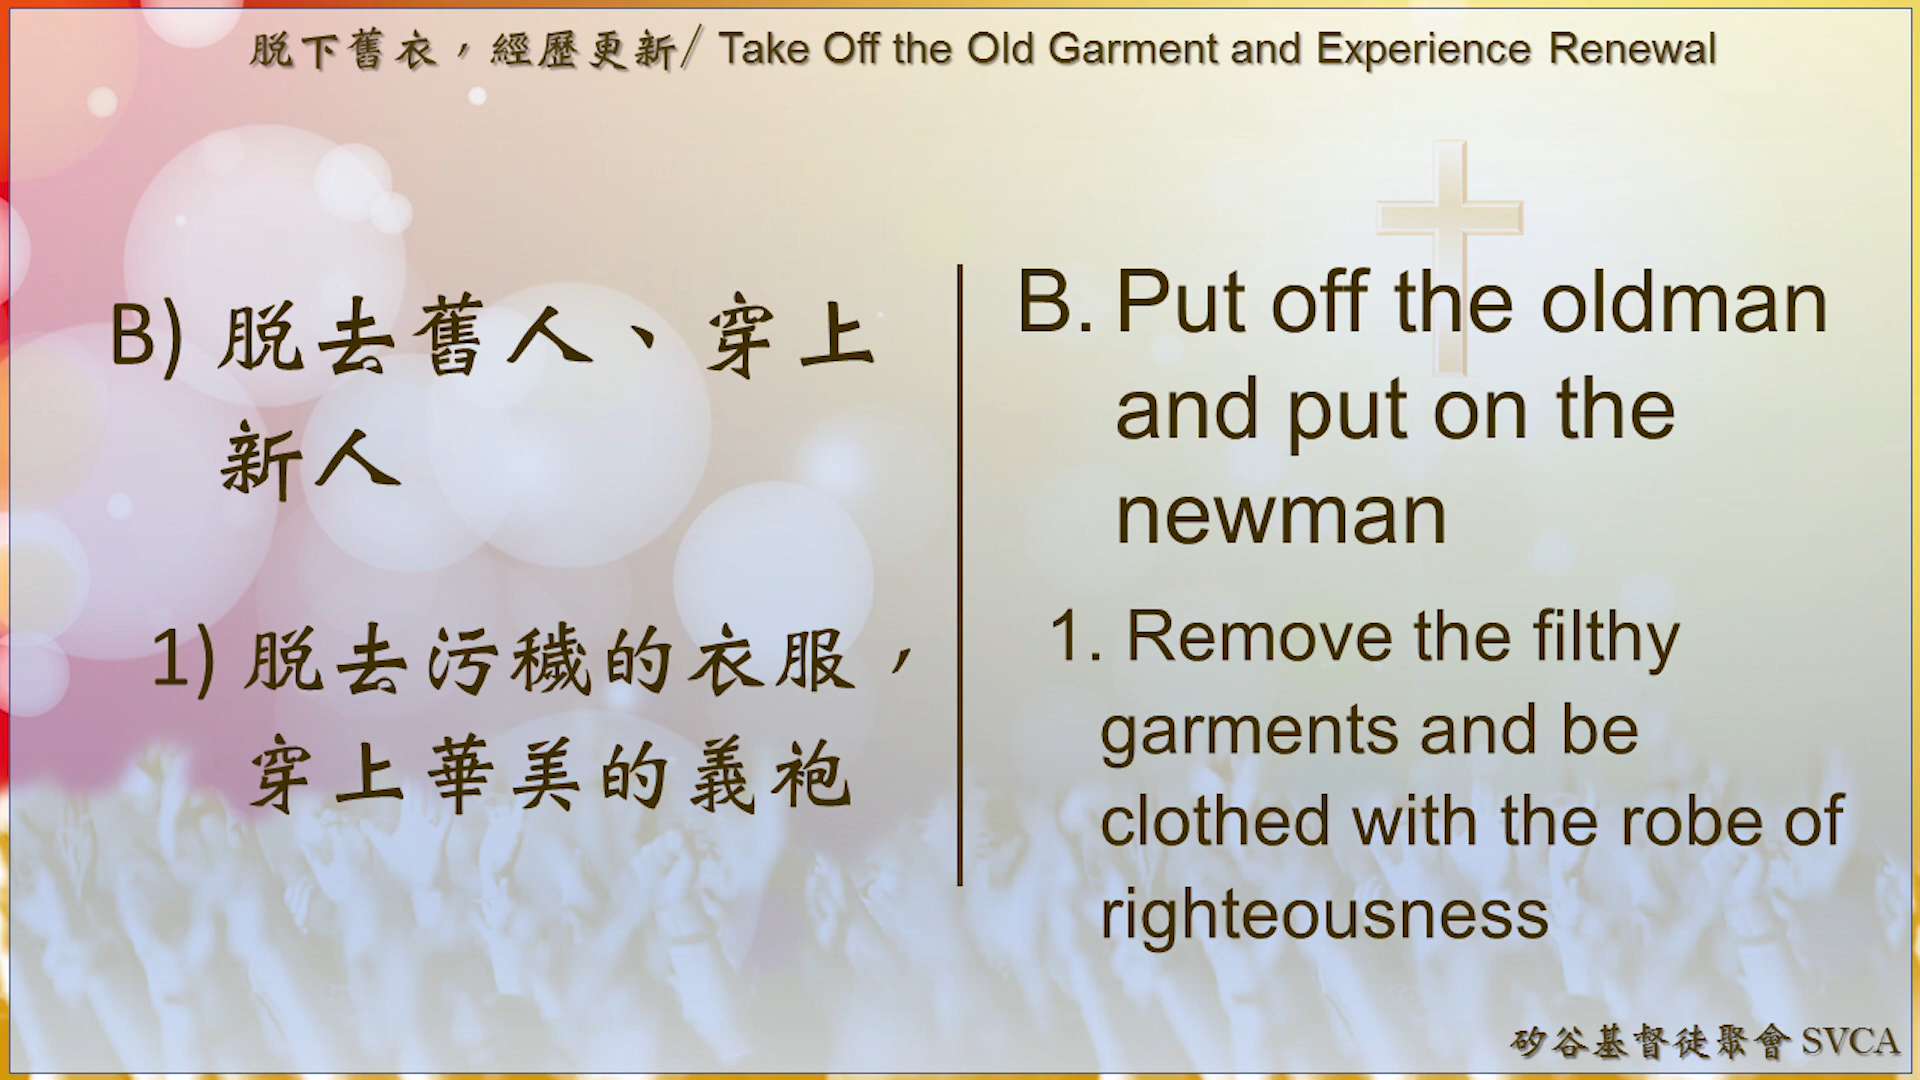 脫下舊衣，經歷更新/ Take Off the Old Garment and Experience Renewal
B) 脫去舊人、穿上
新人
1) 脫去污穢的衣服，
穿上華美的義袍
B. Put off the oldman
and put on the
newman
1. Remove the filthy
garments and be
clothed with the robe of
righteousness
矽谷基督徒聚會 SVCA